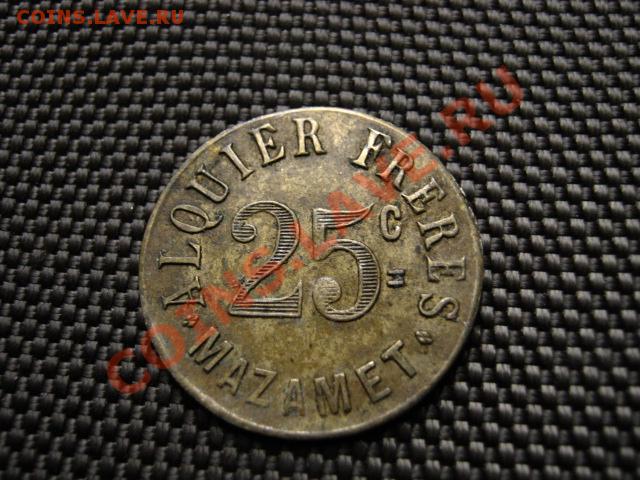 COINS.LAVE.RU
ALQUIER FRERES
25 C
"MAZAMET"
COINS.LAVE.RU